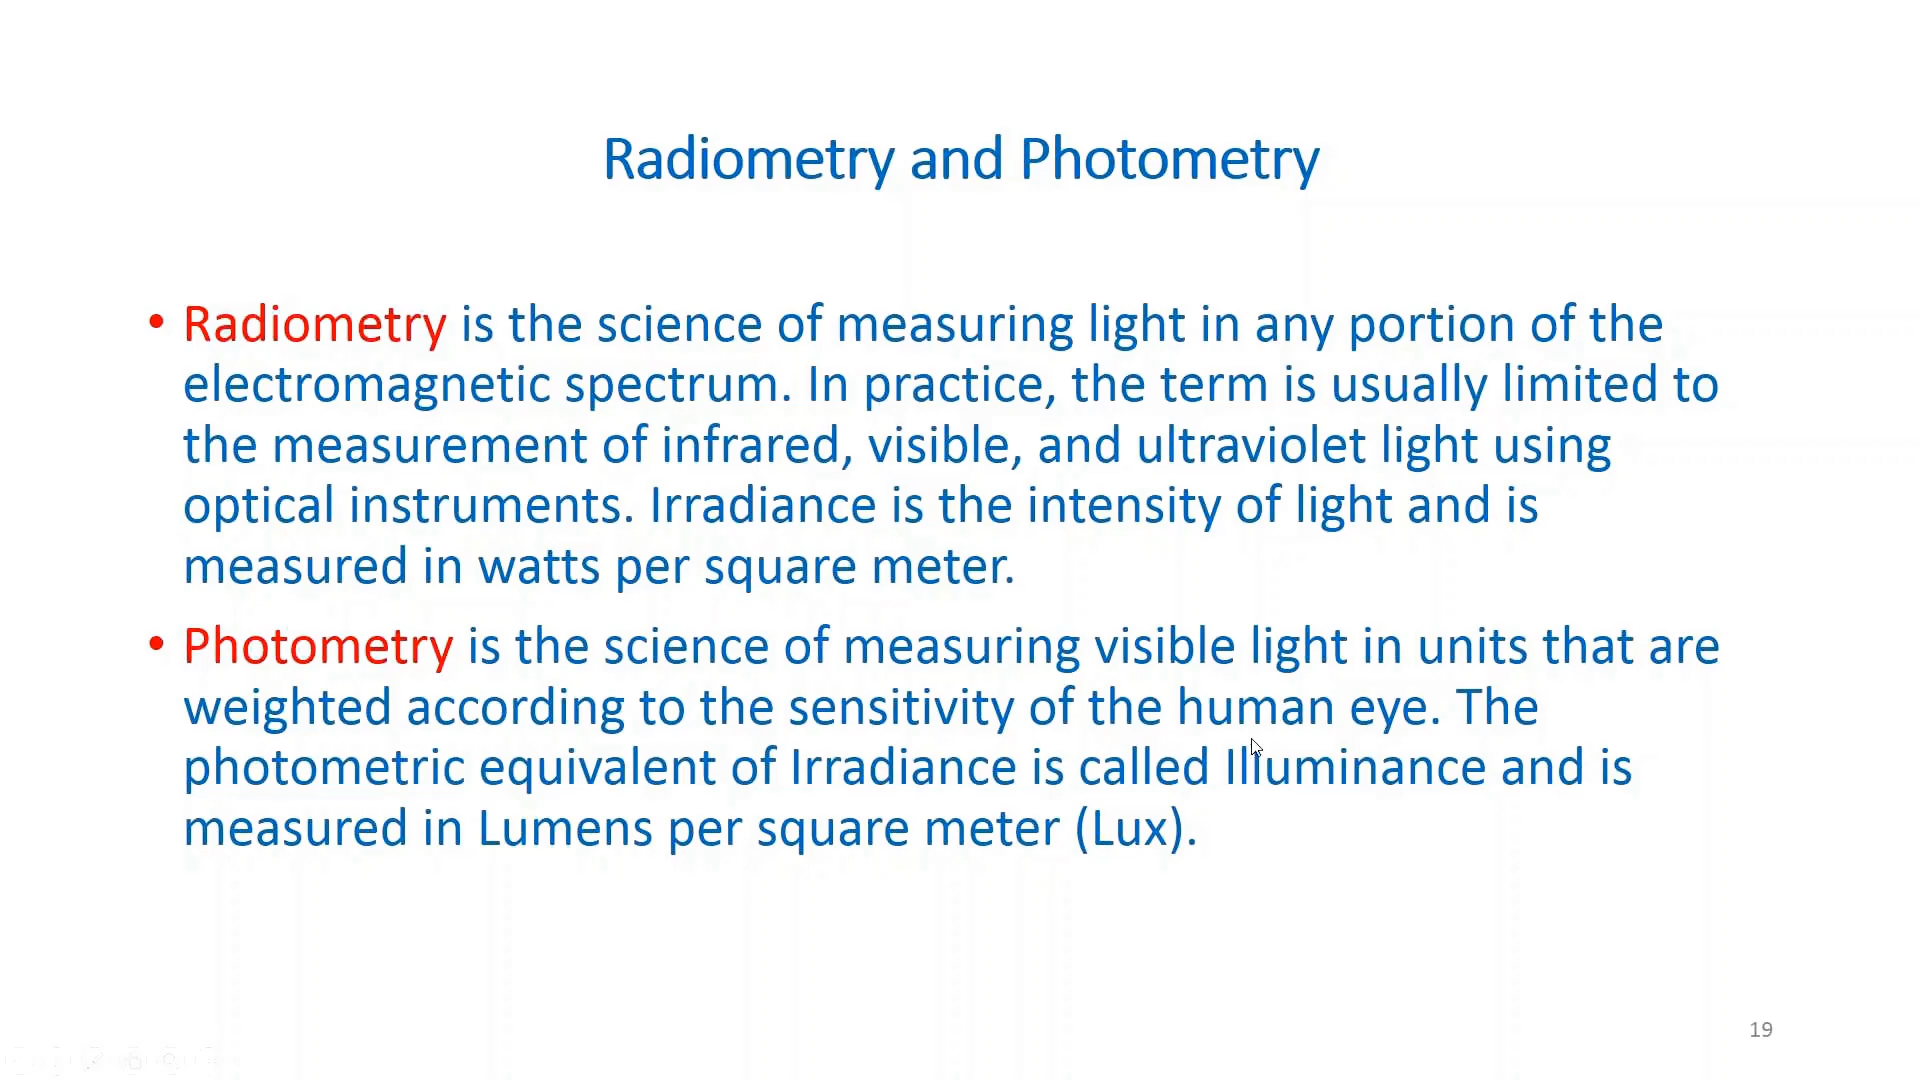 Radiometry and Photometry
• Radiometry is the science of measuring light in any portion of the
electromagnetic spectrum. In practice, the term is usually limited to
the measurement of infrared, visible, and ultraviolet light using
optical instruments. Irradiance is the intensity of light and is
measured in watts per square meter.
• Photometry is the science of measuring visible light in units that are
weighted according to the sensitivity of the human eye. The
photometric equivalent of Irradiance is called Illuminance and is
measured in Lumens per square meter (Lux).
19